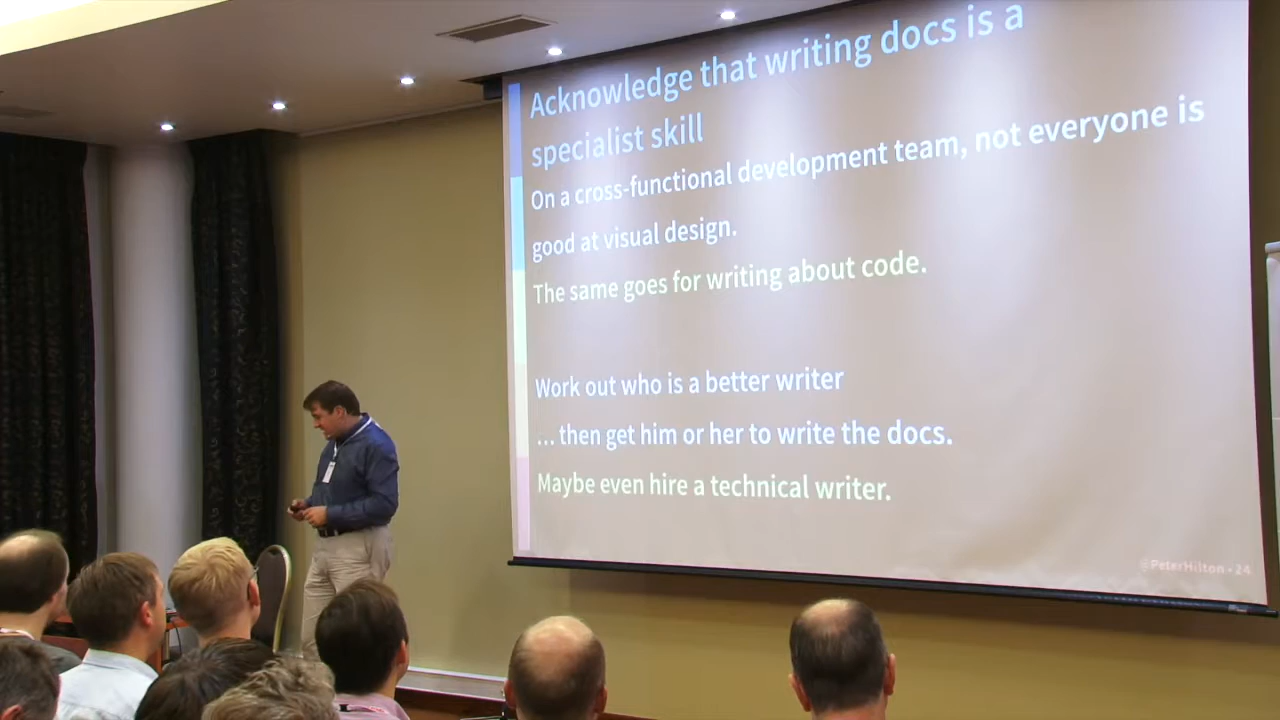 Acknowledge that writing docs is a
specialist skill
On a cross-functional development team, not everyone is
good at visual design.
The same goes for writing about code.
Work out who is a better writer
... then get him or her to write the docs.
Maybe even hire a technical writer.
@PeterHilton • 24